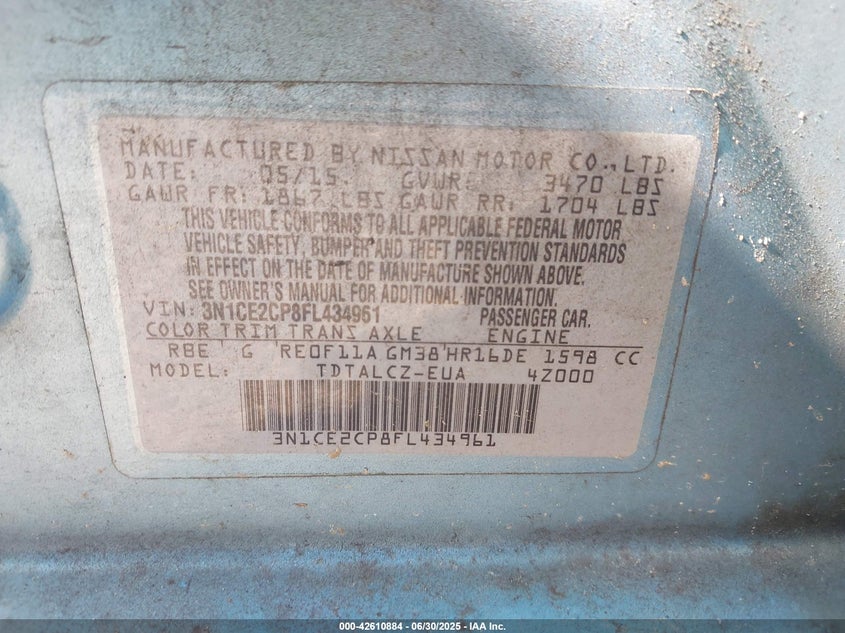 MANUFACTURED BY NISSAN MOTOR CO., LTD.
DATE: 05/15 GVWR: 3470 LBS
GAWR FR: 1867 LBS GAWR RR: 1704 LBS
THIS VEHICLE CONFORMS TO ALL APPLICABLE FEDERAL MOTOR
VEHICLE SAFETY, BUMPER AND THEFT PREVENTION STANDARDS
IN EFFECT ON THE DATE OF MANUFACTURE SHOWN ABOVE.
SEE OWNER'S MANUAL FOR ADDITIONAL INFORMATION.
VIN: 3N1CE2CP8FL434961 PASSENGER CAR.
COLOR TRIM TRANS AXLE ENGINE
RBE G RE0F11A GM38 HR16DE 1598 CC
MODEL: TDTALCZ-EUA 4Z000
3N1CE2CP8FL434961
000-42610884 - 06/30/2025 - IAA Inc.